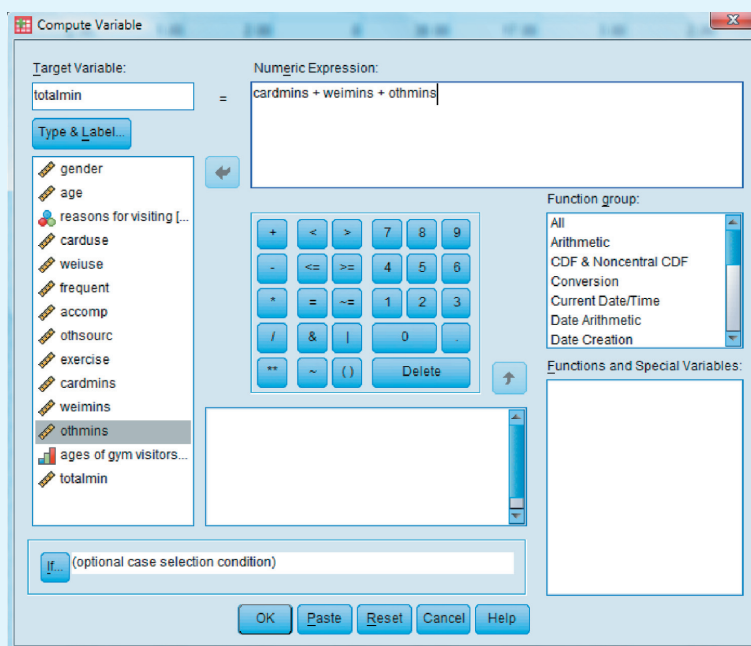 Compute Variable
Target Variable:
totalmin
=
Numeric Expression:
cardmins + weimins + othmins
Type & Label...
gender
age
reasons for visiting [...
carduse
weiuse
frequent
accomp
othsourc
exercise
cardmins
weimins
othmins
ages of gym visitors...
totalmin
+ < > 7 8 9
- <= >= 4 5 6
* = ~= 1 2 3
/ & | 0 .
** ~ ( ) Delete
Function group:
All
Arithmetic
CDF & Noncentral CDF
Conversion
Current Date/Time
Date Arithmetic
Date Creation
Functions and Special Variables:
If... (optional case selection condition)
OK Paste Reset Cancel Help